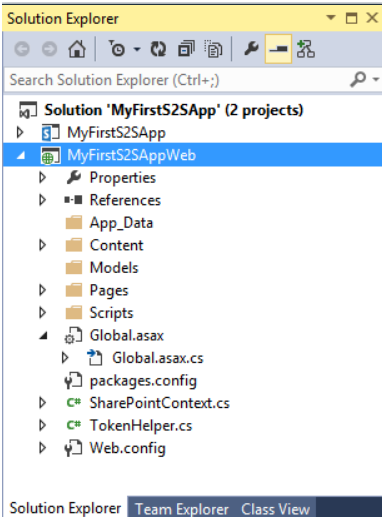 Solution Explorer
Search Solution Explorer (Ctrl+;)
Solution 'MyFirstS2SApp' (2 projects)
MyFirstS2SApp
MyFirstS2SAppWeb
Properties
References
App_Data
Content
Models
Pages
Scripts
Global.asax
Global.asax.cs
packages.config
C# SharePointContext.cs
C# TokenHelper.cs
Web.config
Solution Explorer Team Explorer Class View